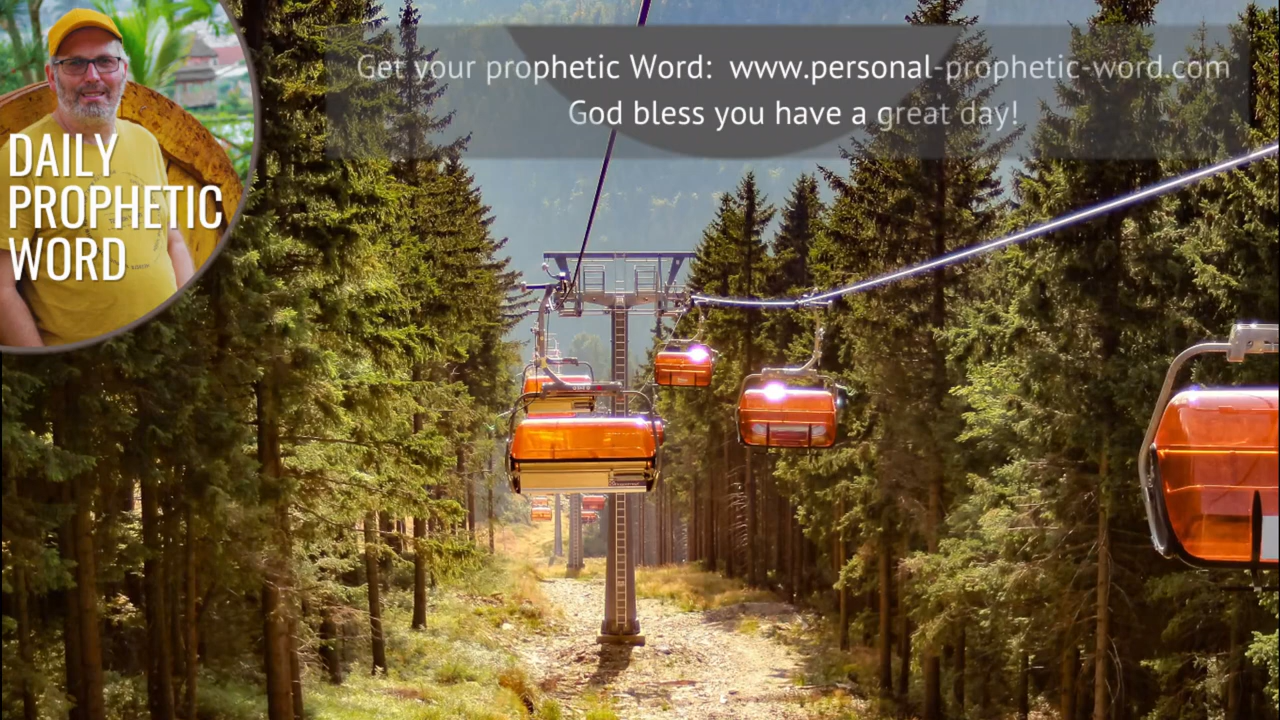 DAILY
PROPHETIC
WORD
Get your prophetic Word: www.personal-prophetic-word.com
God bless you have a great day!